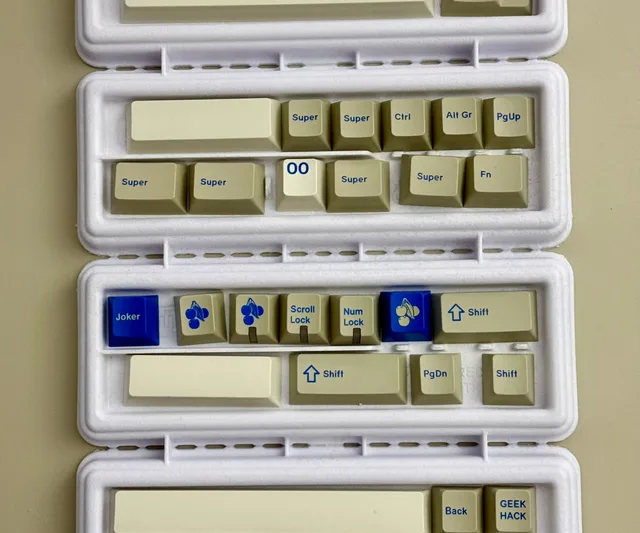 Super
Super
Ctrl
Alt Gr
PgUp
Super
Super
00
Super
Super
Fn
Joker
Scroll
Lock
Num
Lock
Shift
Shift
PgDn
Shift
Back
GEEK
HACK